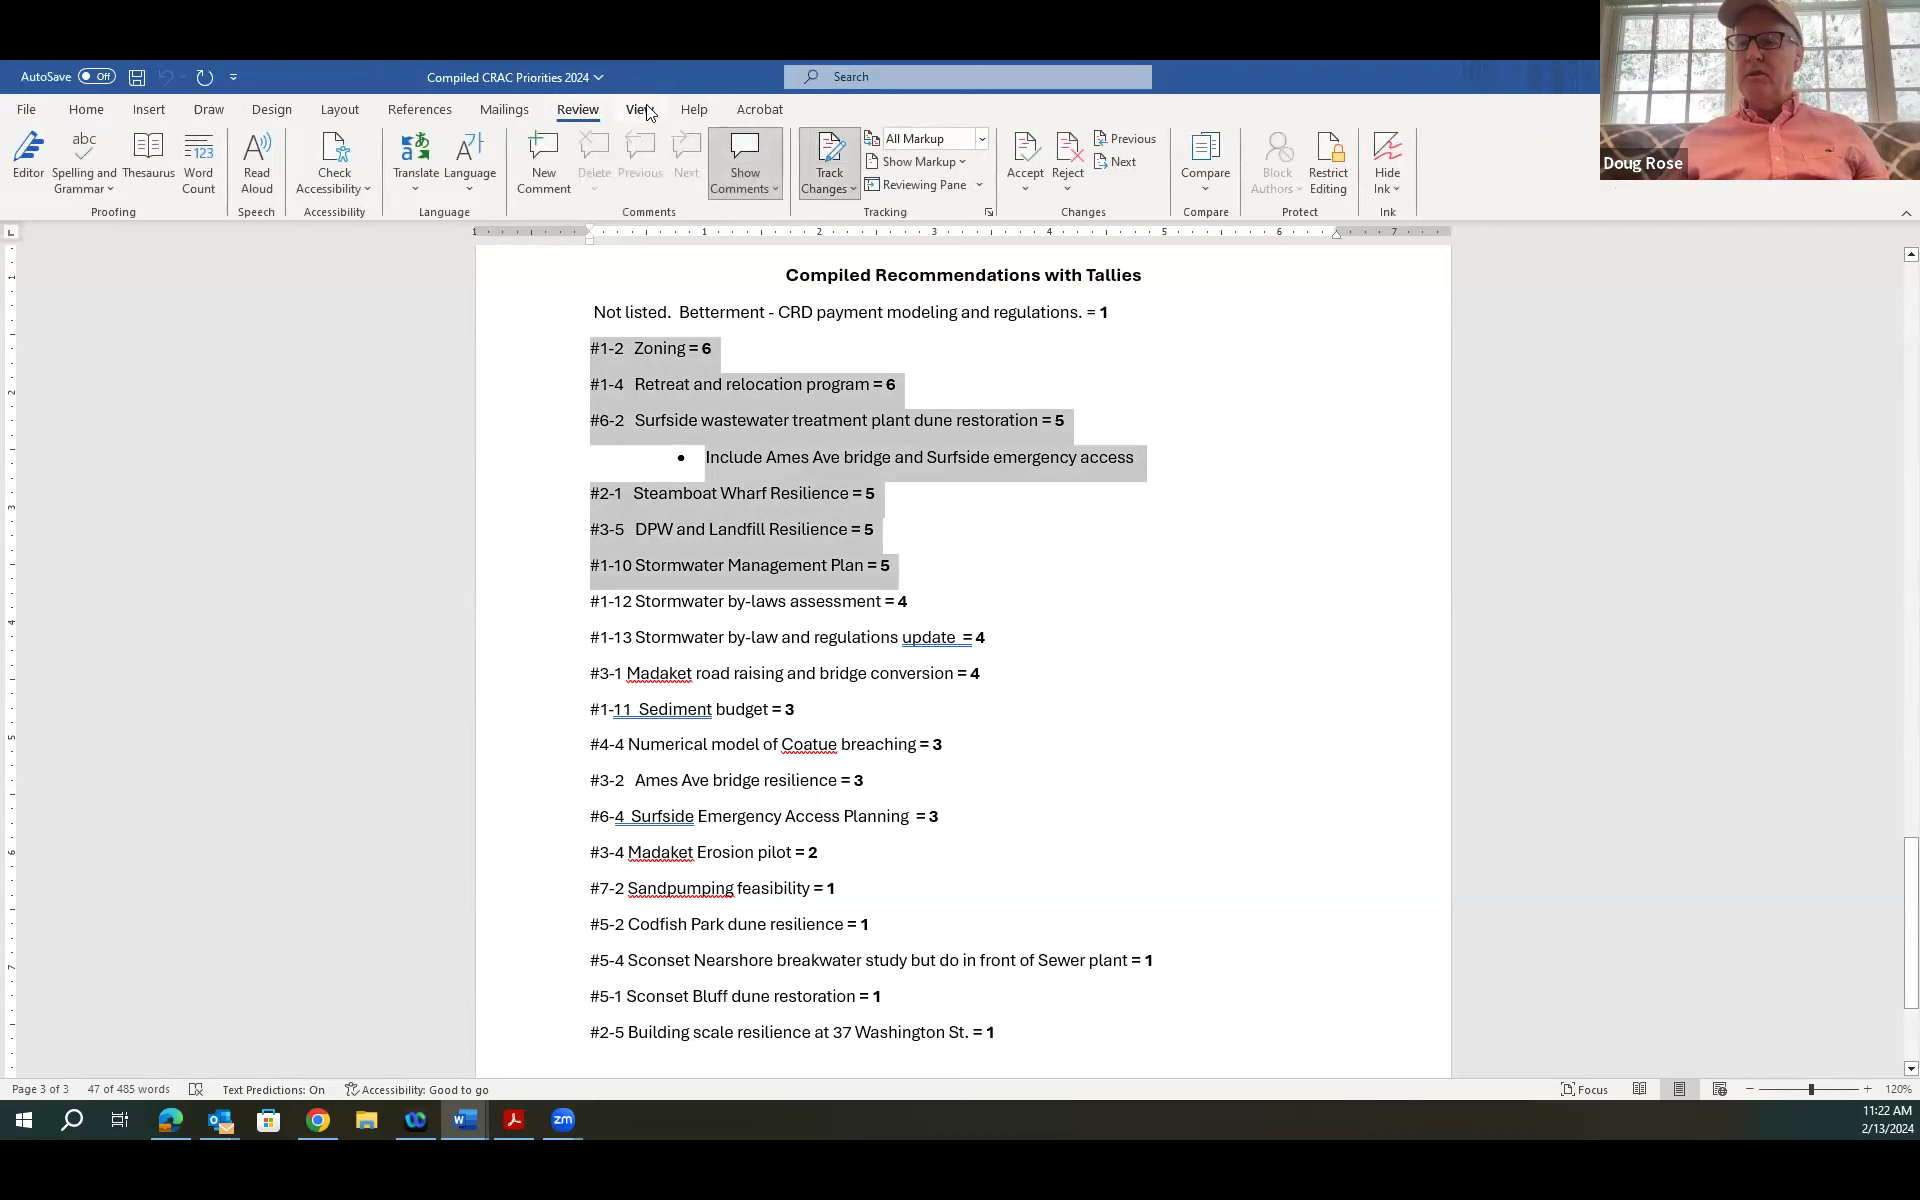 AutoSave Off
Compiled CRAC Priorities 2024
Search
File Home Insert Draw Design Layout References Mailings Review View Help Acrobat
Editor
Spelling and Grammar
Thesaurus
Word Count
Read Aloud
Check Accessibility
Translate
Language
New Comment
Delete
Previous
Next
Show Comments
Track Changes
All Markup
Show Markup
Reviewing Pane
Accept
Reject
Previous
Next
Compare
Block Authors
Restrict Editing
Hide Ink
Proofing Speech Accessibility Language Comments Tracking Changes Compare Protect Ink
Doug Rose
1 1 2 3 4 5 6 7
Compiled Recommendations with Tallies
Not listed. Betterment - CRD payment modeling and regulations. = 1
#1-2 Zoning = 6
#1-4 Retreat and relocation program = 6
#6-2 Surfside wastewater treatment plant dune restoration = 5
• Include Ames Ave bridge and Surfside emergency access
#2-1 Steamboat Wharf Resilience = 5
#3-5 DPW and Landfill Resilience = 5
#1-10 Stormwater Management Plan = 5
#1-12 Stormwater by-laws assessment = 4
#1-13 Stormwater by-law and regulations update = 4
#3-1 Madaket road raising and bridge conversion = 4
#1-11 Sediment budget = 3
#4-4 Numerical model of Coatue breaching = 3
#3-2 Ames Ave bridge resilience = 3
#6-4 Surfside Emergency Access Planning = 3
#3-4 Madaket Erosion pilot = 2
#7-2 Sandpumping feasibility = 1
#5-2 Codfish Park dune resilience = 1
#5-4 Sconset Nearshore breakwater study but do in front of Sewer plant = 1
#5-1 Sconset Bluff dune restoration = 1
#2-5 Building scale resilience at 37 Washington St. = 1
Page 3 of 3 47 of 485 words Text Predictions: On Accessibility: Good to go Focus 120%
zm
11:22 AM
2/13/2024